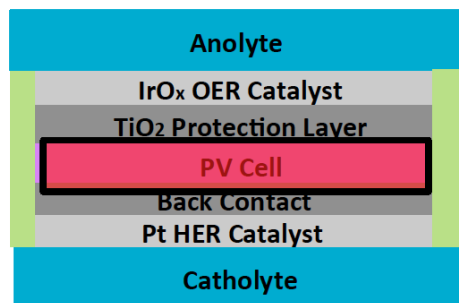 Anolyte
IrOx OER Catalyst
TiO2 Protection Layer
PV Cell
Back Contact
Pt HER Catalyst
Catholyte